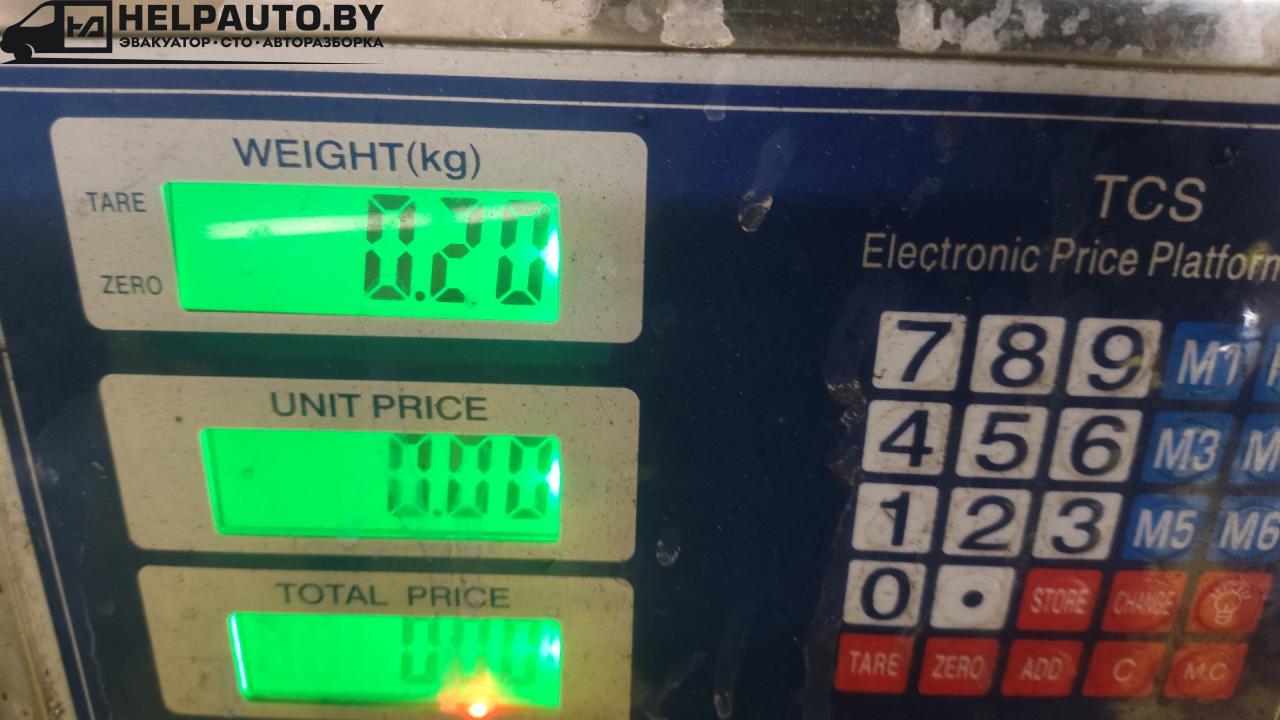 HELPAUTO.BY
ЭВАКУАТОР · СТО · АВТОРАЗБОРКА
WEIGHT(kg)
TARE
0.20
ZERO
UNIT PRICE
0.00
TOTAL PRICE
0.00
TCS
Electronic Price Platform
7 8 9 M1
4 5 6 M3
1 2 3 M5 M6
0 . STORE CHANGE
TARE ZERO ADD C M.C